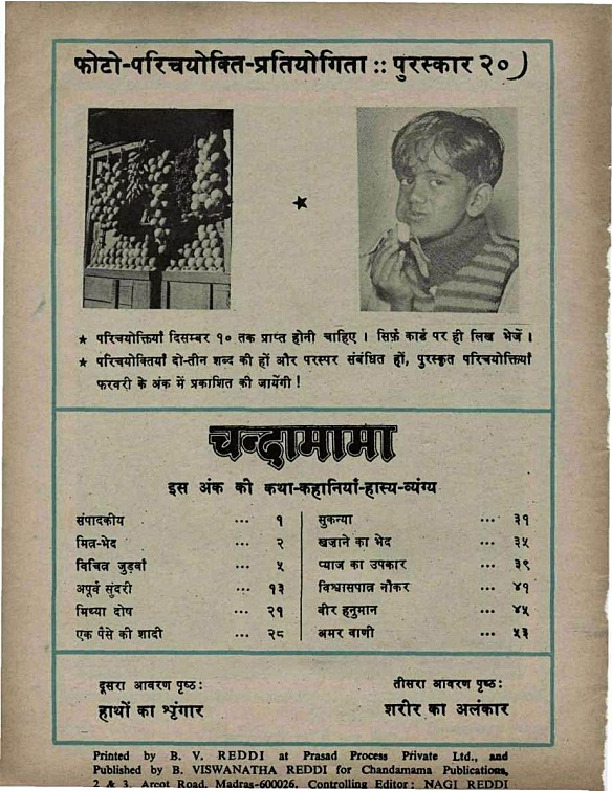 फोटो-परिचयोक्ति-प्रतियोगिता :: पुरस्कार २०)
★ परिचयोक्तियाँ दिसम्बर १० तक प्राप्त होनी चाहिए । सिर्फ़ कार्ड पर ही लिख भेजें ।
★ परिचयोक्तियाँ दो-तीन शब्द की हों और परस्पर संबंधित हों, पुरस्कृत परिचयोक्तियाँ
फरवरी के अंक में प्रकाशित की जायेंगी !
चन्दामामा
इस अंक की कथा-कहानियाँ-हास्य-व्यंग्य
संपादकीय ... १
मित्र-भेद ... २
विचित्र जुड़वाँ ... ५
अपूर्व सुंदरी ... १३
मिथ्या दोष ... २१
एक पैसे की शादी ... २८
सुकन्या ... ३१
खजाने का भेद ... ३५
प्याज का उपकार ... ३९
विश्वासपात्र नौकर ... ४१
वीर हनुमान ... ४५
अमर वाणी ... ५३
दूसरा आवरण पृष्ठ:
हाथों का श्रृंगार
तीसरा आवरण पृष्ठ:
शरीर का अलंकार
Printed by B. V. REDDI at Prasad Process Private Ltd., and
Published by B. VISWANATHA REDDI for Chandamama Publications,
2 & 3, Arcot Road, Madras-600026. Controlling Editor: NAGI REDDI